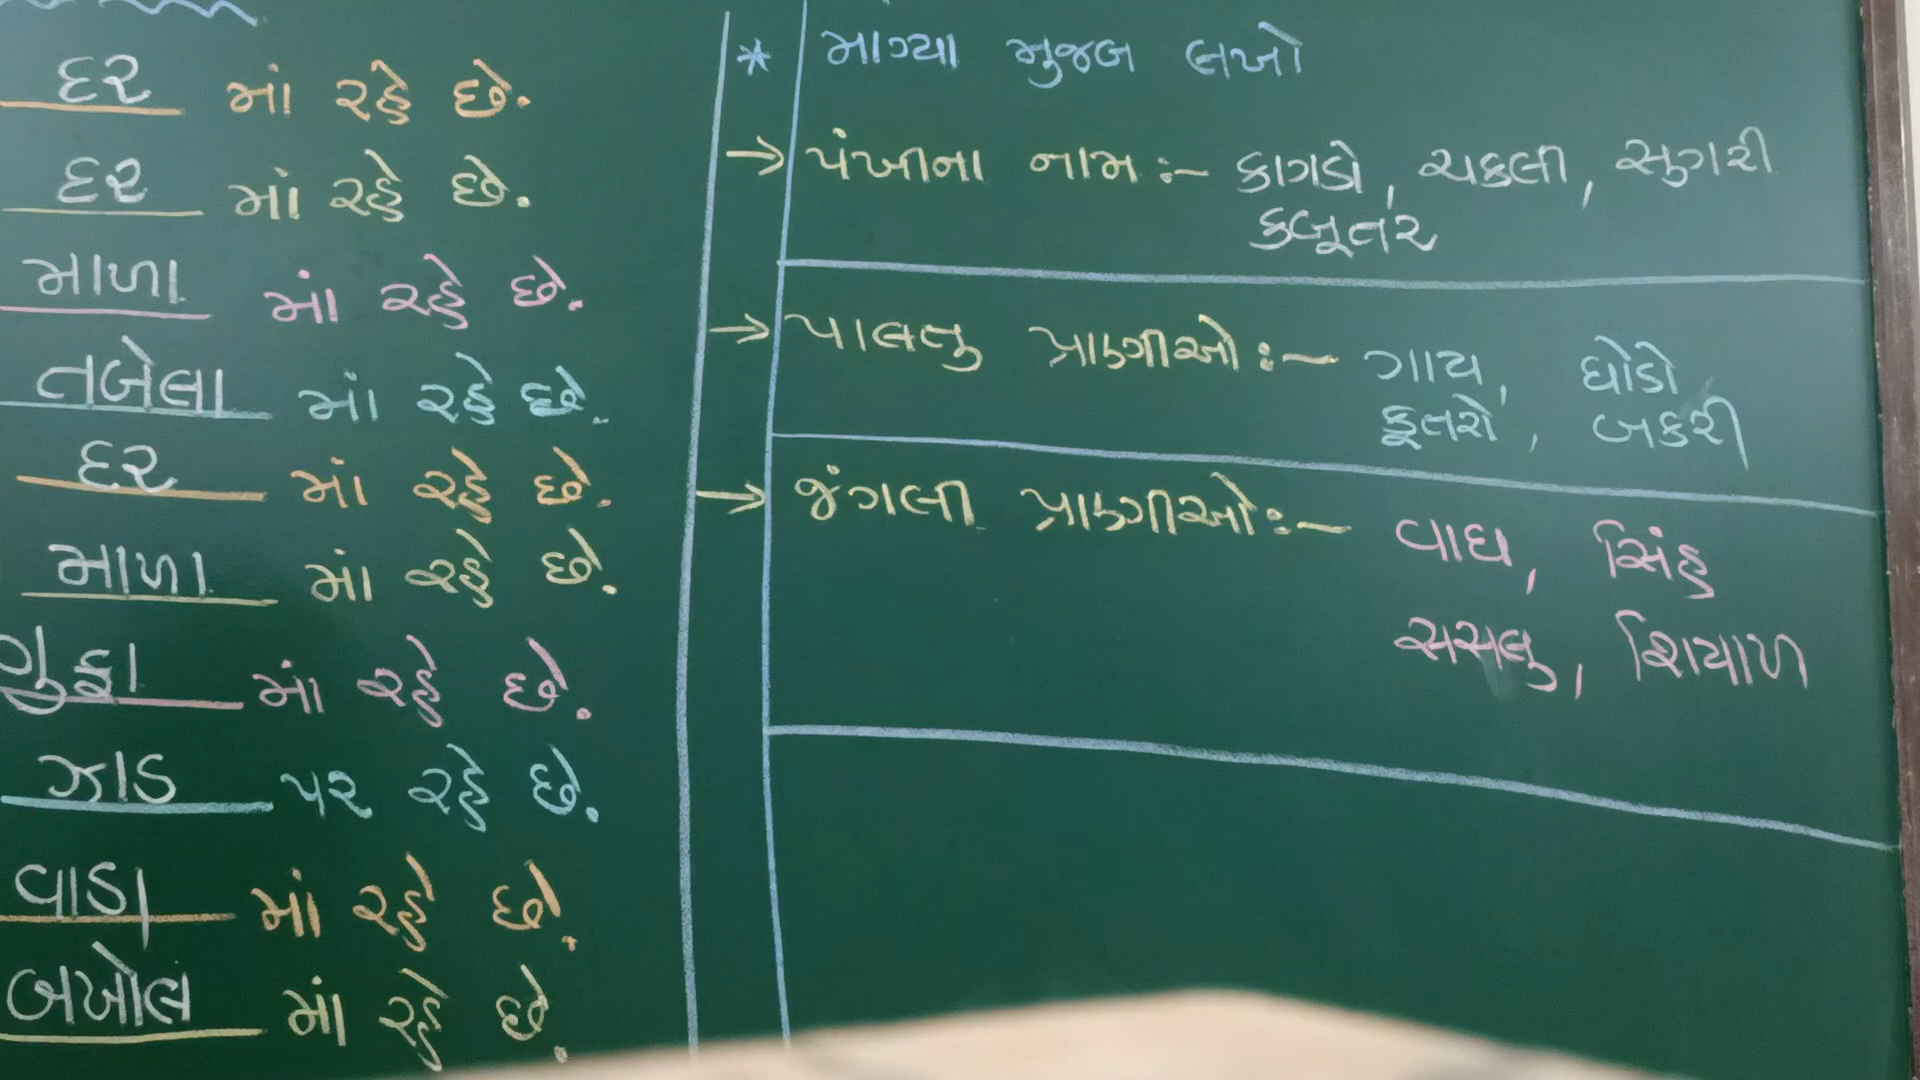 દર માં રહે છે.
દર માં રહે છે.
માળા માં રહે છે.
તબેલા માં રહે છે.
દર માં રહે છે.
માળા માં રહે છે.
ગુફા માં રહે છે.
ઝાડ પર રહે છે.
વાડા માં રહે છે.
બખોલ માં રહે છે.
* માગ્યા મુજબ લખો
→ પંખીના નામ :- કાગડો, ચકલી, સુગરી
કબૂતર
→ પાલતુ પ્રાણીઓ :- ગાય, ઘોડો
કૂતરો, બકરી
→ જંગલી પ્રાણીઓ :- વાઘ, સિંહ
સસલુ, શિયાળ